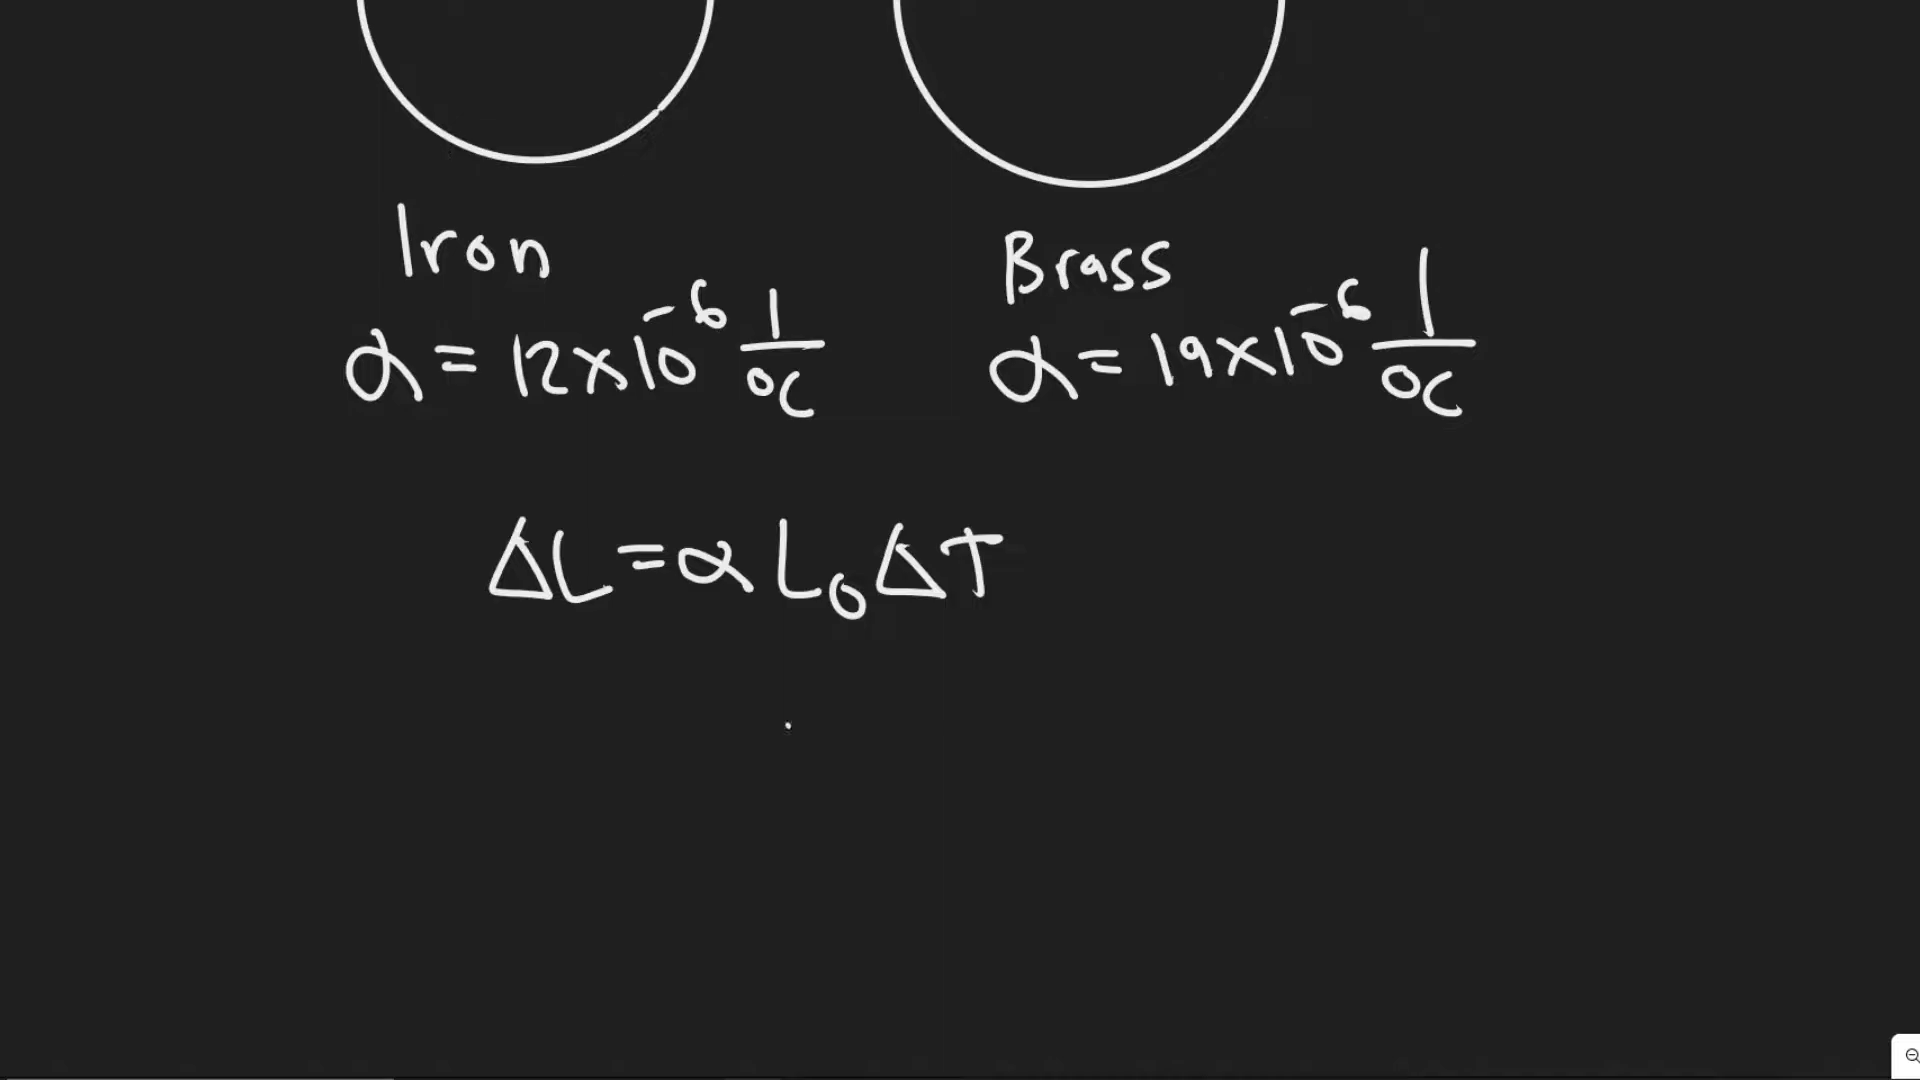 Iron
Brass
α = 12 x 10^-6 1/°C
α = 19 x 10^-6 1/°C
ΔL = α L₀ ΔT